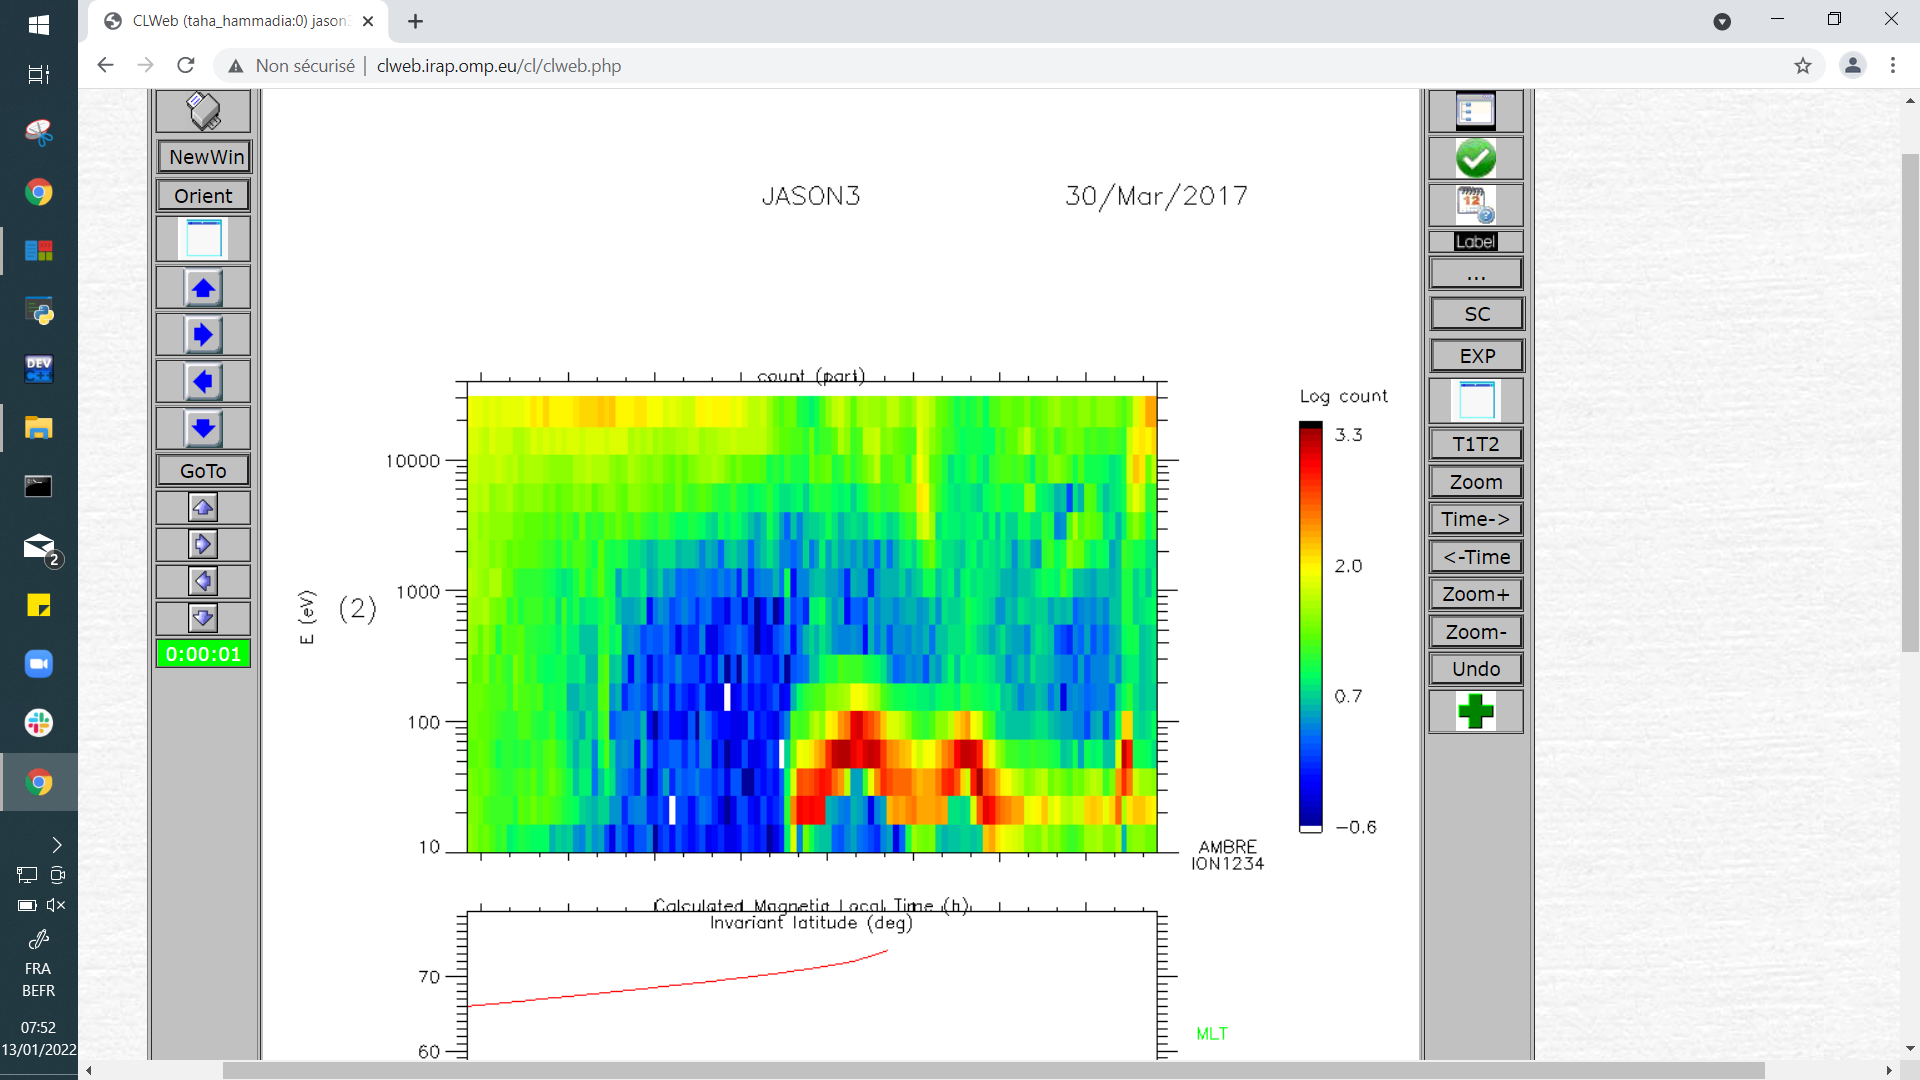 CLWeb (taha_hammadia:0) jason3
Non sécurisé | clweb.irap.omp.eu/cl/clweb.php
NewWin
Orient
GoTo
0:00:01
JASON3 30/Mar/2017
count (part)
10000
1000
100
10
E (eV)
(2)
Log count
3.3
2.0
0.7
-0.6
AMBRE
ION1234
Calculated Magnetic Local Time (h)
Invariant latitude (deg)
70
60
MLT
12
Label
...
SC
EXP
T1T2
Zoom
Time->
<-Time
Zoom+
Zoom-
Undo
DEV
C++
2
FRA
BEFR
07:52
13/01/2022